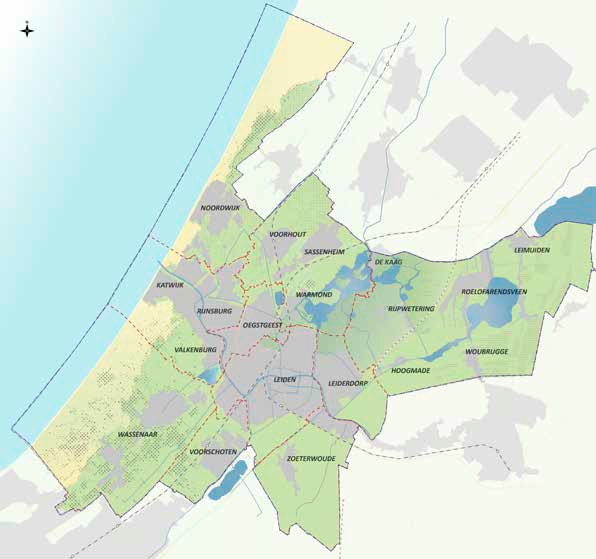 NOORDWIJK
VOORHOUT
SASSENHEIM
LEIMUIDEN
DE KAAG
KATWIJK
WARMOND
ROELOFARENDSVEEN
RIJNSBURG
RIJPWETERING
OEGSTGEEST
VALKENBURG
WOUBRUGGE
HOOGMADE
LEIDEN
LEIDERDORP
WASSENAAR
VOORSCHOTEN
ZOETERWOUDE